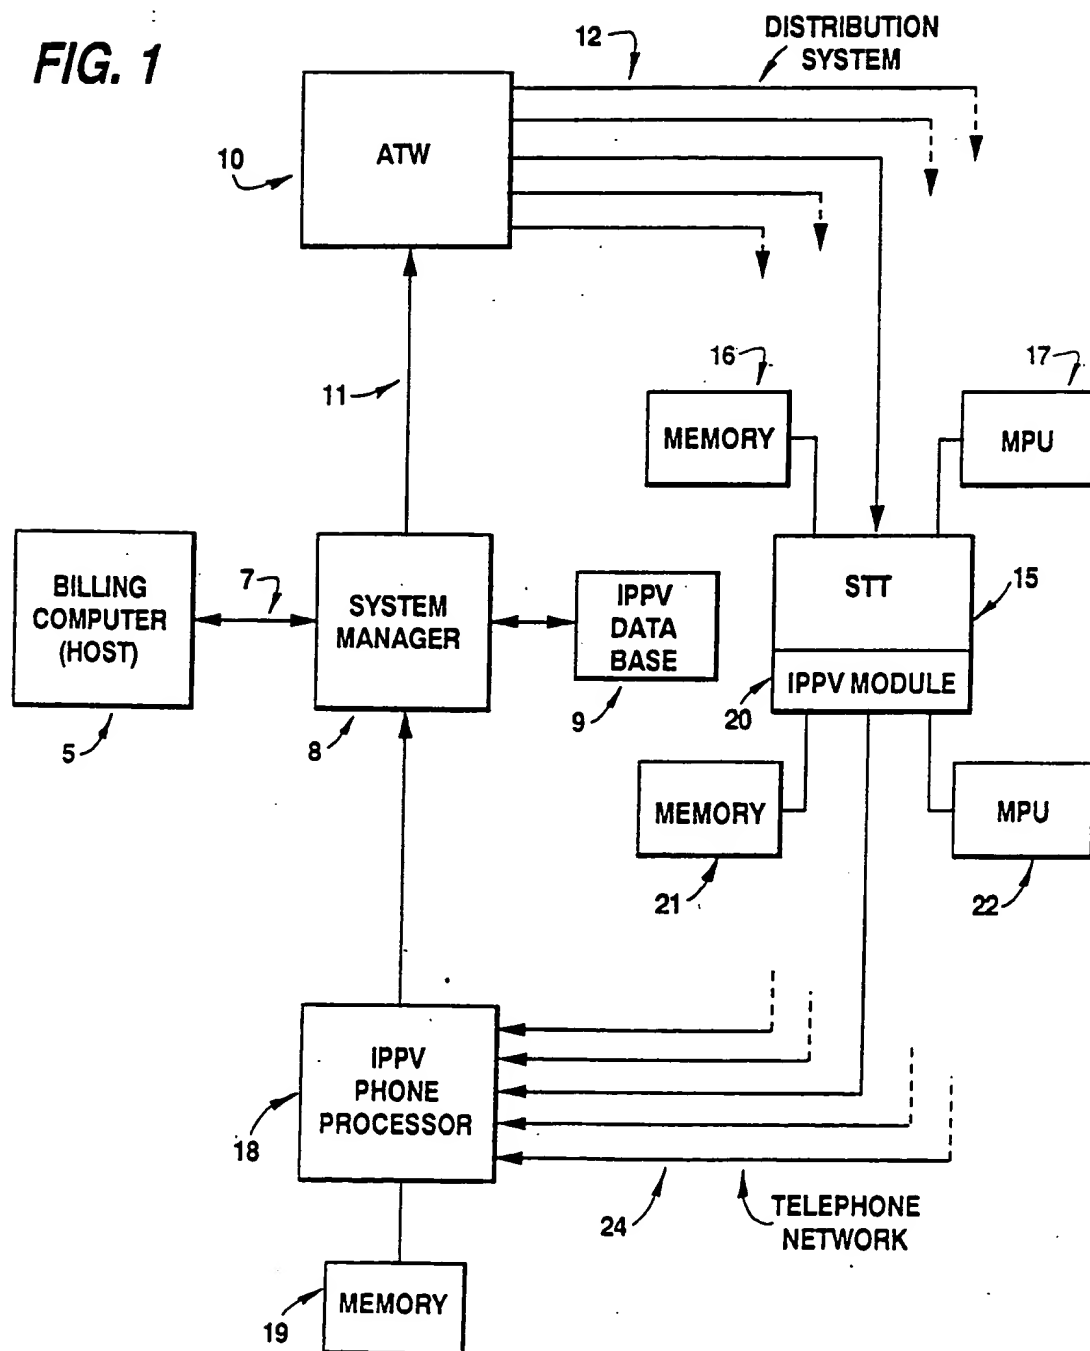 FIG. 1
12
DISTRIBUTION
SYSTEM
ATW
10
11
16
17
MEMORY
MPU
BILLING
COMPUTER
(HOST)
7
SYSTEM
MANAGER
IPPV
DATA
BASE
STT
15
IPPV MODULE
20
5
8
9
MEMORY
MPU
21
22
IPPV
PHONE
PROCESSOR
18
24
TELEPHONE
NETWORK
MEMORY
19